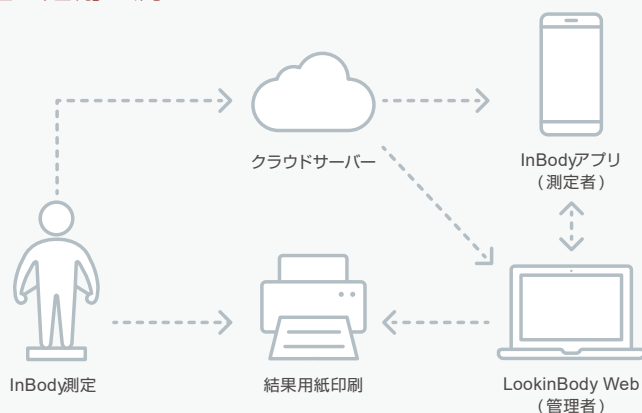 クラウドサーバー
InBodyアプリ
(測定者)
InBody測定
結果用紙印刷
LookinBody Web
(管理者)